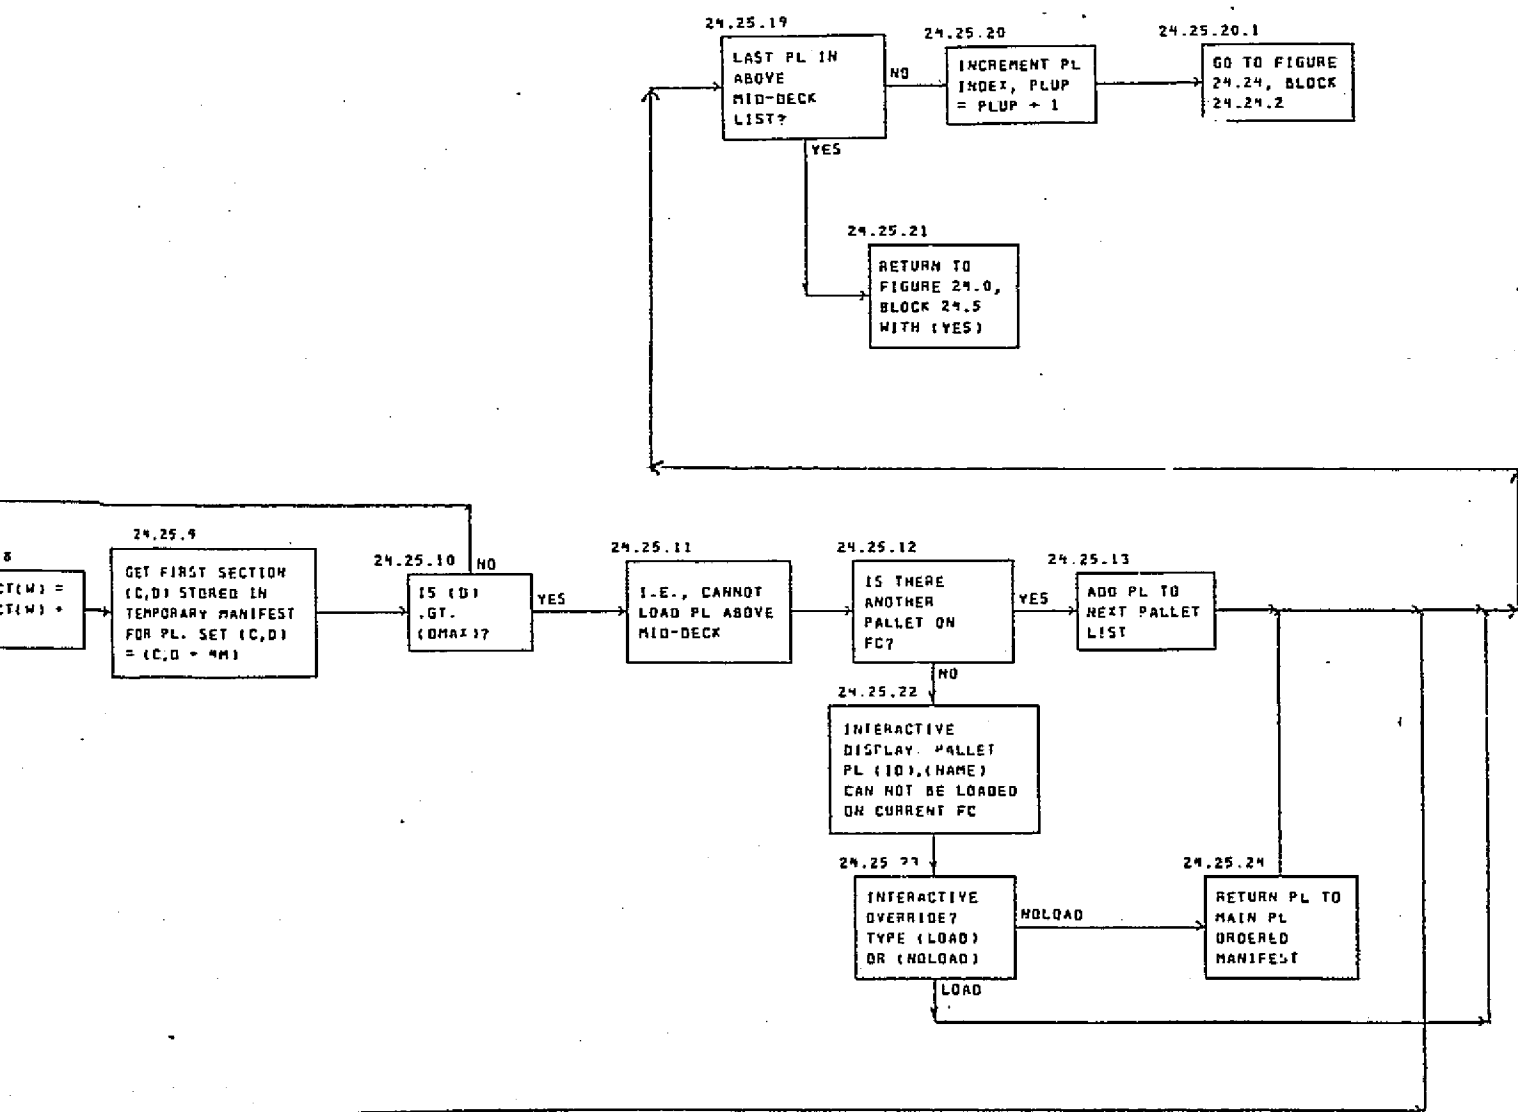 24.25.19
LAST PL IN
ABOVE
MID-DECK
LIST?
NO
YES
24.25.20
INCREMENT PL
INDEX, PLUP
= PLUP + 1
24.25.20.1
GO TO FIGURE
24.24, BLOCK
24.24.2
24.25.21
RETURN TO
FIGURE 24.0,
BLOCK 24.5
WITH (YES)
8
CT(W) =
CT(W) +
24.25.9
GET FIRST SECTION
(C,D) STORED IN
TEMPORARY MANIFEST
FOR PL. SET (C,D)
= (C,D + 4M)
24.25.10
NO
IS (D)
.GT.
(DMAX)?
YES
24.25.11
I.E., CANNOT
LOAD PL ABOVE
MID-DECK
24.25.12
IS THERE
ANOTHER
PALLET ON
FC?
YES
NO
24.25.13
ADD PL TO
NEXT PALLET
LIST
24.25.22
INTERACTIVE
DISPLAY. PALLET
PL (ID),(NAME)
CAN NOT BE LOADED
ON CURRENT FC
24.25
INTERACTIVE
OVERRIDE?
TYPE (LOAD)
OR (NOLOAD)
NOLOAD
LOAD
24.25.24
RETURN PL TO
MAIN PL
ORDERED
MANIFEST